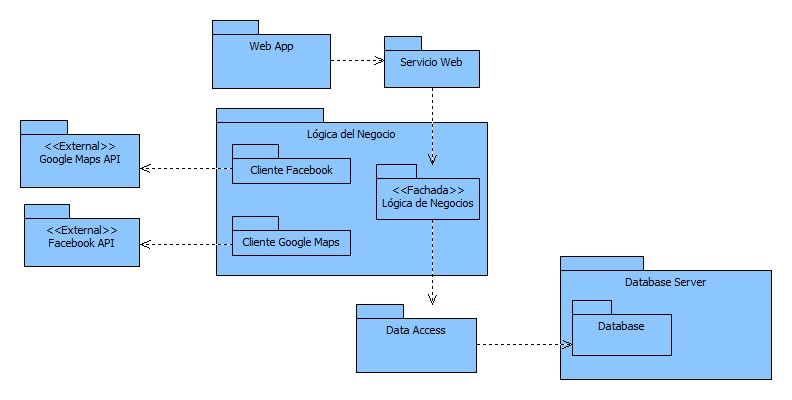 Web App
Servicio Web
Lógica del Negocio
<<External>>
Google Maps API
Cliente Facebook
<<Fachada>>
Lógica de Negocios
<<External>>
Facebook API
Cliente Google Maps
Database Server
Data Access
Database